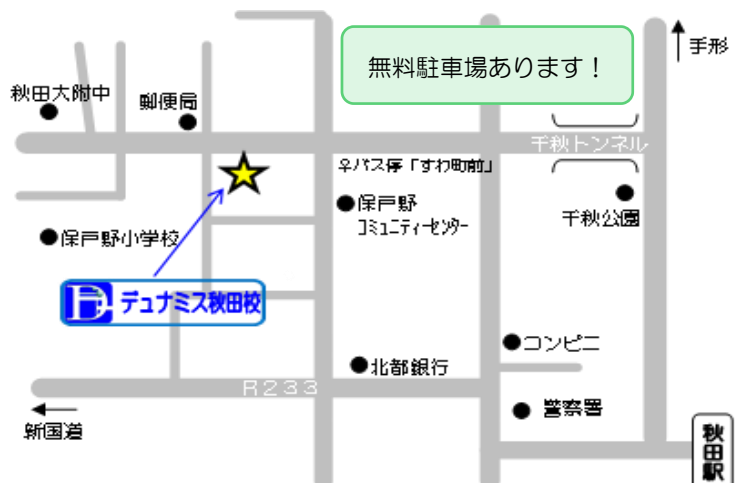 無料駐車場あります！
手形
秋田大附中
郵便局
千秋トンネル
バス停「すわ町前」
保戸野
コミュニティーセンター
千秋公園
保戸野小学校
デュナミス秋田校
コンビニ
北都銀行
R233
警察署
新国道
秋田駅